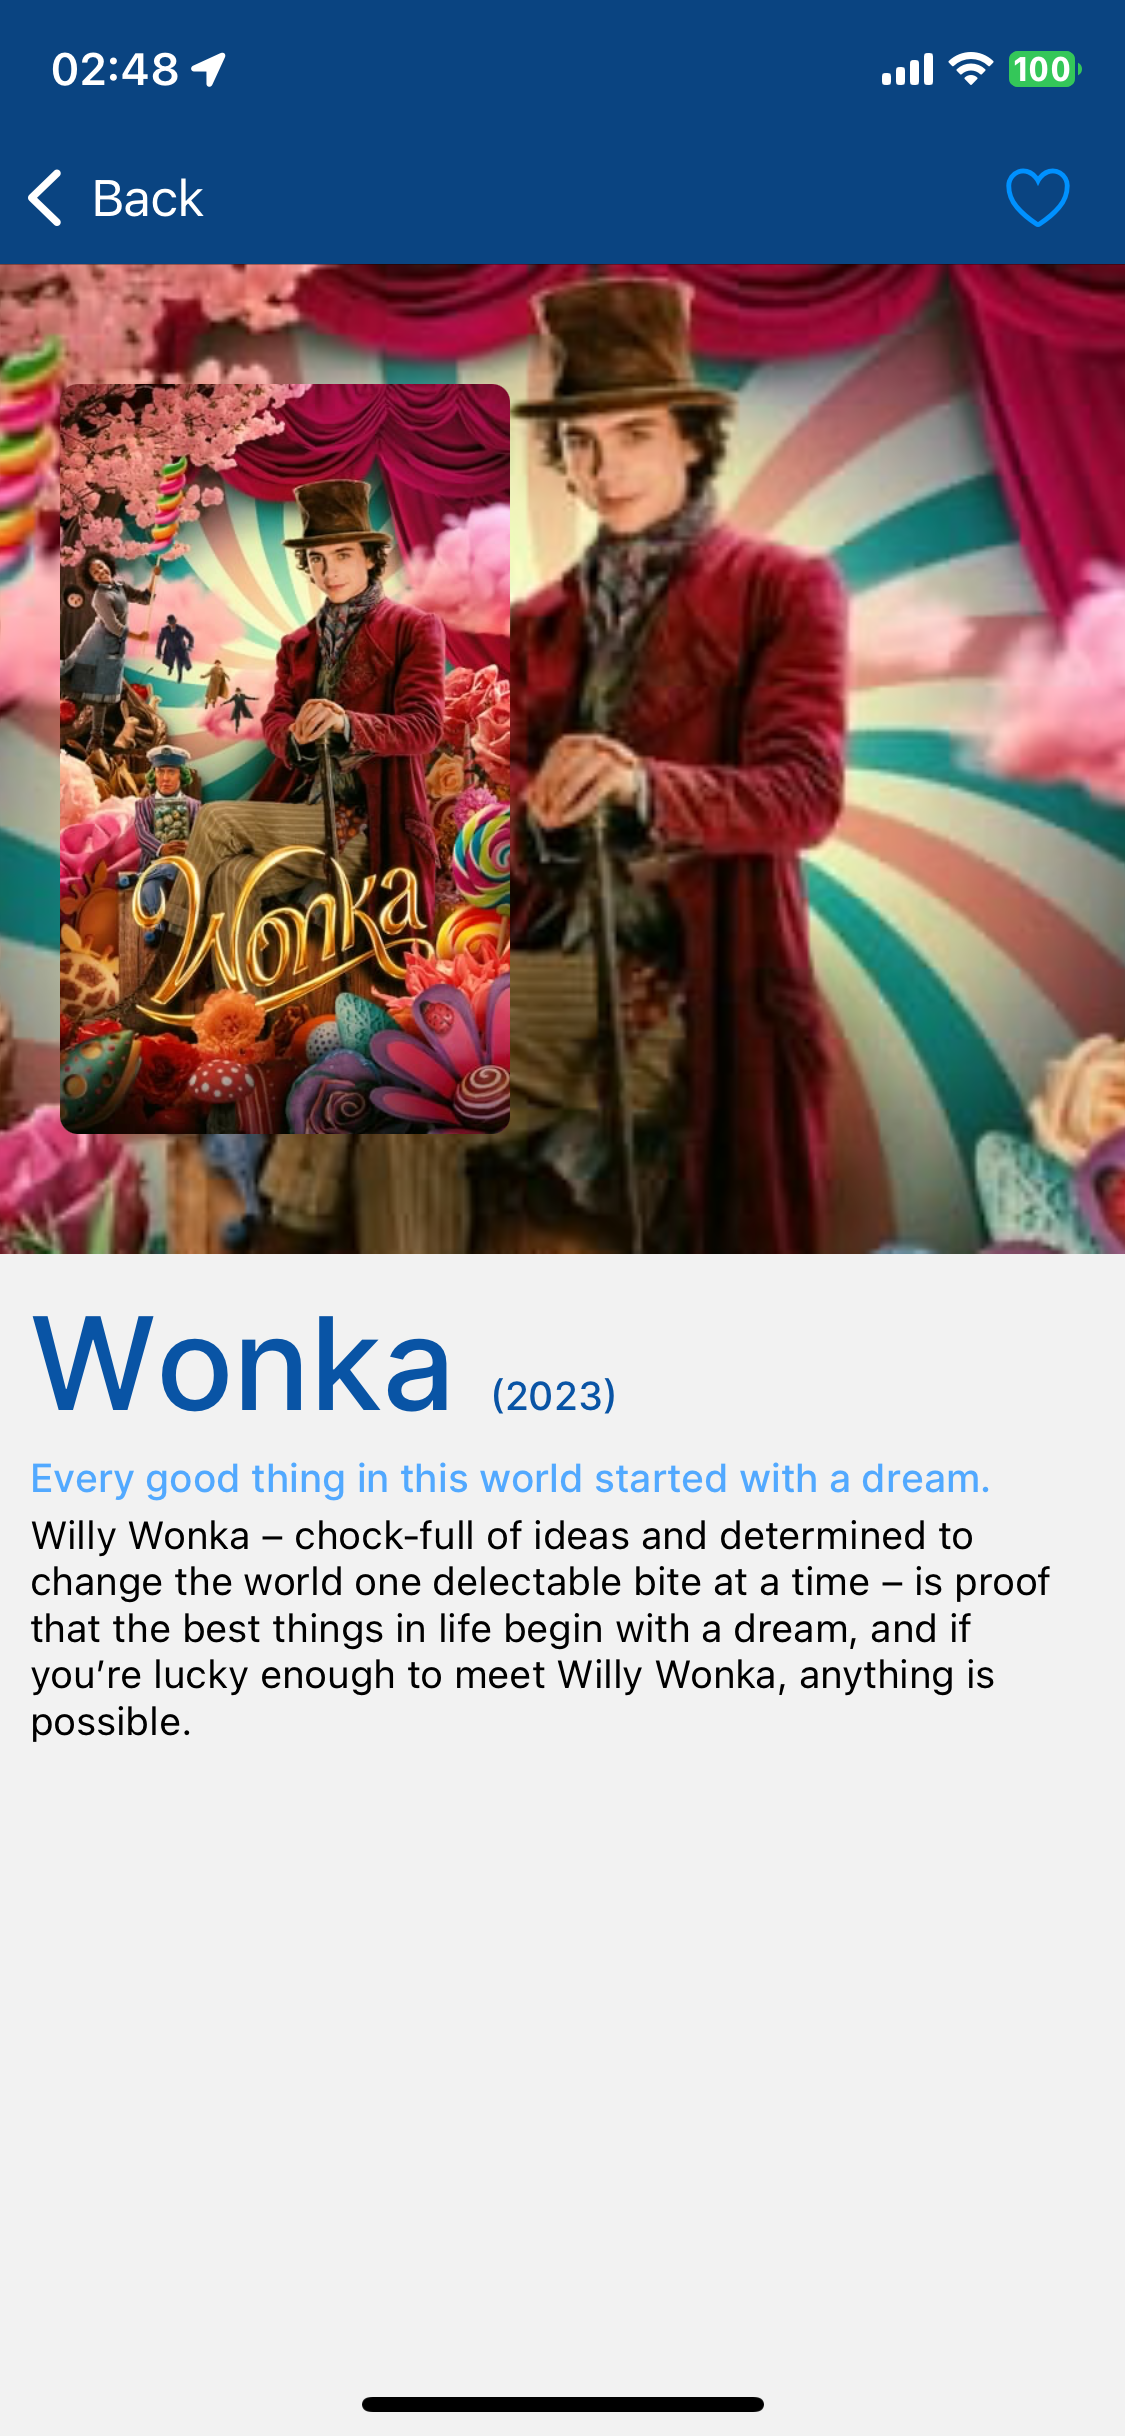 02:48
100
Back
Wonka
Wonka (2023)
Every good thing in this world started with a dream.
Willy Wonka – chock-full of ideas and determined to
change the world one delectable bite at a time – is proof
that the best things in life begin with a dream, and if
you’re lucky enough to meet Willy Wonka, anything is
possible.